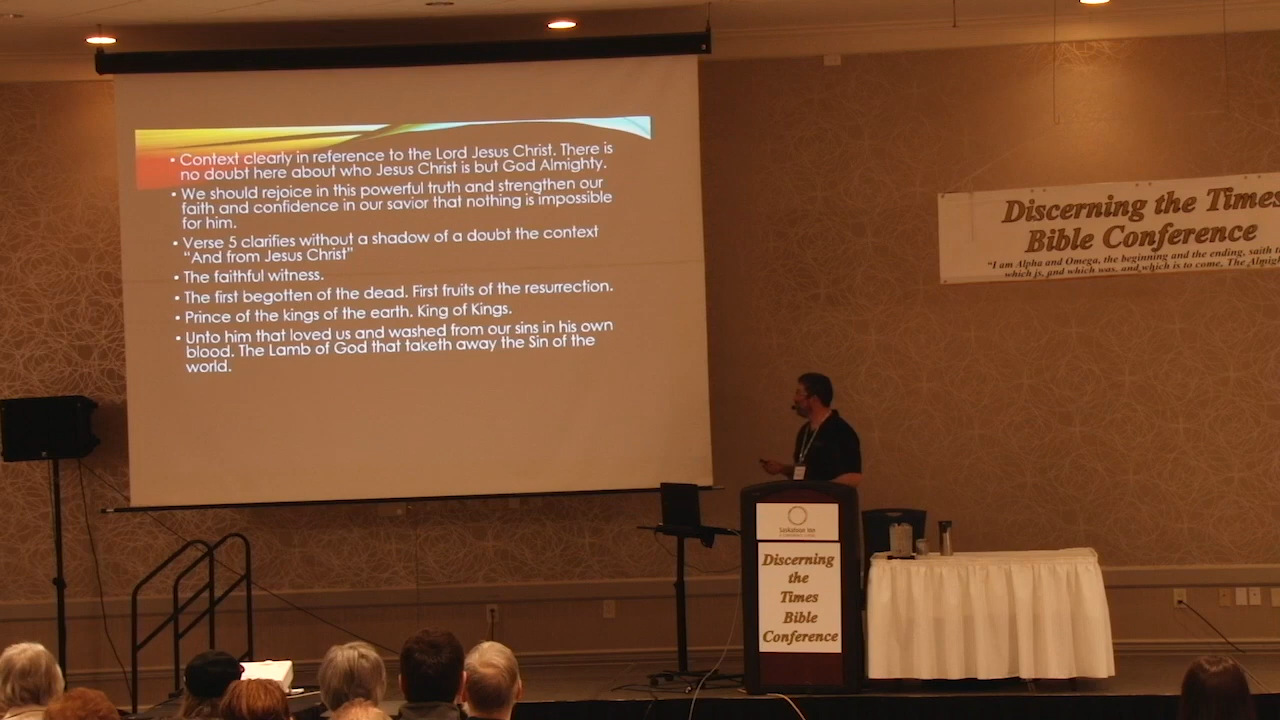 • Context clearly in reference to the Lord Jesus Christ. There is
no doubt here about who Jesus Christ is but God Almighty.
• We should rejoice in this powerful truth and strengthen our
faith and confidence in our savior that nothing is impossible
for him.
• Verse 5 clarifies without a shadow of a doubt the context
“And from Jesus Christ”
• The faithful witness.
• The first begotten of the dead. First fruits of the resurrection.
• Prince of the kings of the earth. King of Kings.
• Unto him that loved us and washed from our sins in his own
blood. The Lamb of God that taketh away the Sin of the
world.
Discerning the Times
Bible Conference
“I am Alpha and Omega, the beginning and the ending, saith
which is, and which was, and which is to come, The
Saskatoon Inn
Discerning
the
Times
Bible
Conference